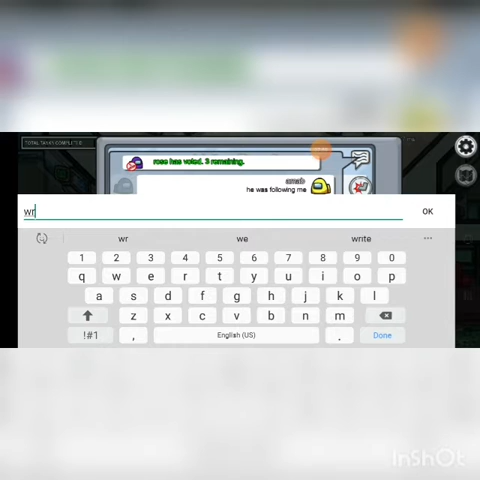 TOTAL TASKS COMPLETED
rose has voted. 3 remaining.
arnab
he was following me
wr
OK
wr we write
1 2 3 4 5 6 7 8 9 0
q w e r t y u i o p
a s d f g h j k l
z x c v b n m
!#1 , English (US) . Done
InShOt